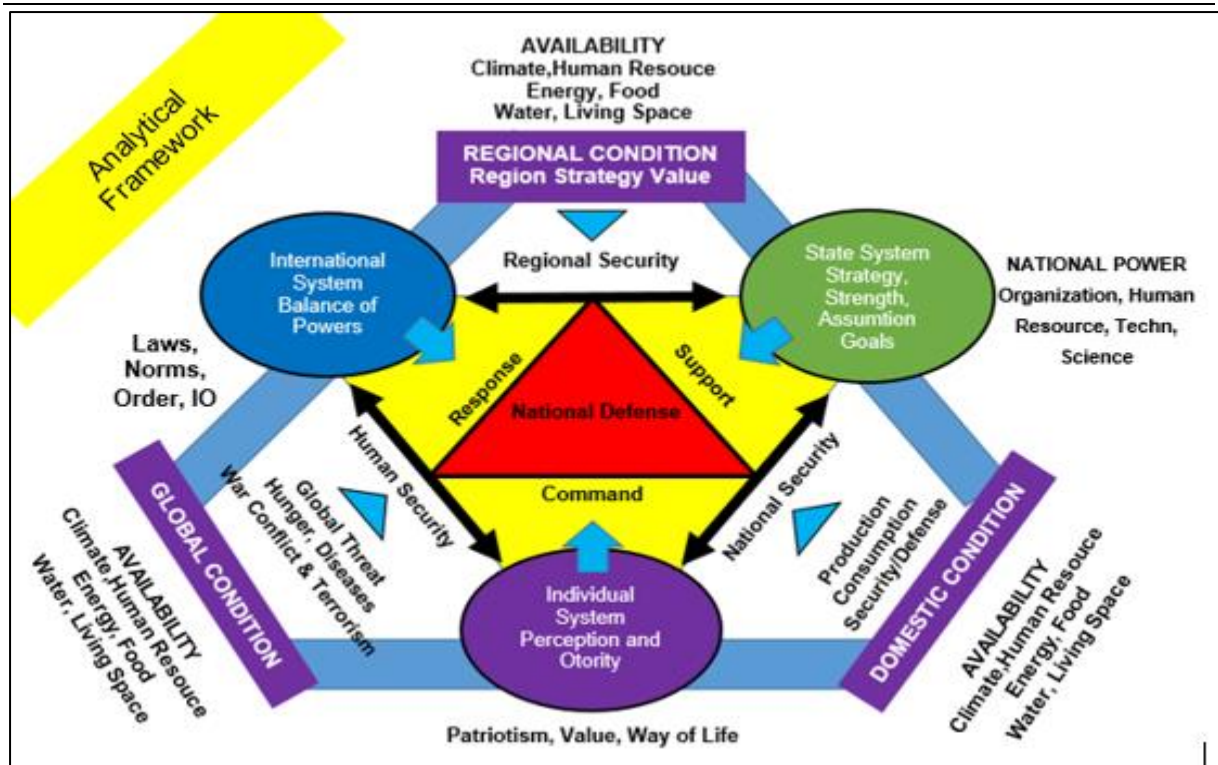 Analytical
Framework
AVAILABILITY
Climate,Human Resouce
Energy, Food
Water, Living Space
REGIONAL CONDITION
Region Strategy Value
International
System
Balance of
Powers
Regional Security
State System
Strategy,
Strength,
Assumtion
Goals
NATIONAL POWER
Organization, Human
Resource, Techn,
Science
Laws,
Norms,
Order, IO
Response
Support
National Defense
Command
Human Security
Global Threat
Hunger, Diseases
War Conflict & Terrorism
National Security
Production
Consumption
Security/Defense
GLOBAL CONDITION
AVAILABILITY
Climate,Human Resouce
Energy, Food
Water, Living Space
Individual
System
Perception and
Otority
DOMESTIC CONDITION
AVAILABILITY
Climate,Human Resouce
Energy, Food
Water, Living Space
Patriotism, Value, Way of Life